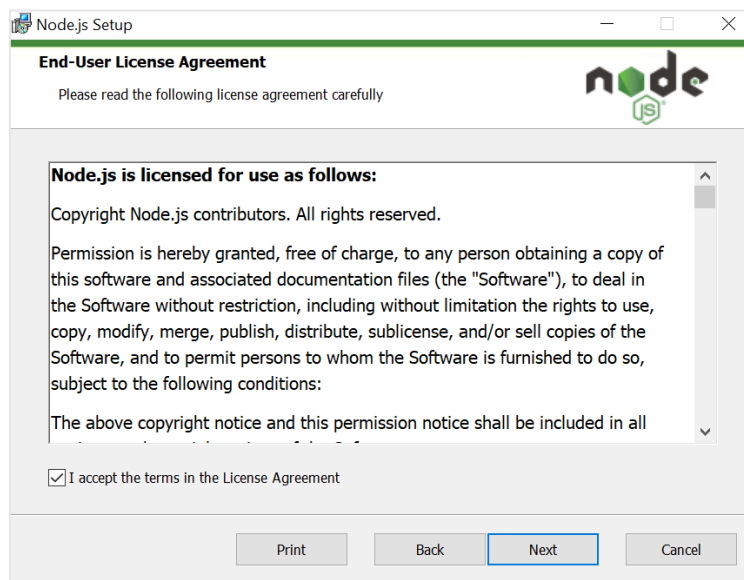 Node.js Setup
End-User License Agreement
Please read the following license agreement carefully
node
JS
Node.js is licensed for use as follows:
Copyright Node.js contributors. All rights reserved.
Permission is hereby granted, free of charge, to any person obtaining a copy of
this software and associated documentation files (the "Software"), to deal in
the Software without restriction, including without limitation the rights to use,
copy, modify, merge, publish, distribute, sublicense, and/or sell copies of the
Software, and to permit persons to whom the Software is furnished to do so,
subject to the following conditions:
The above copyright notice and this permission notice shall be included in all
I accept the terms in the License Agreement
Print
Back
Next
Cancel